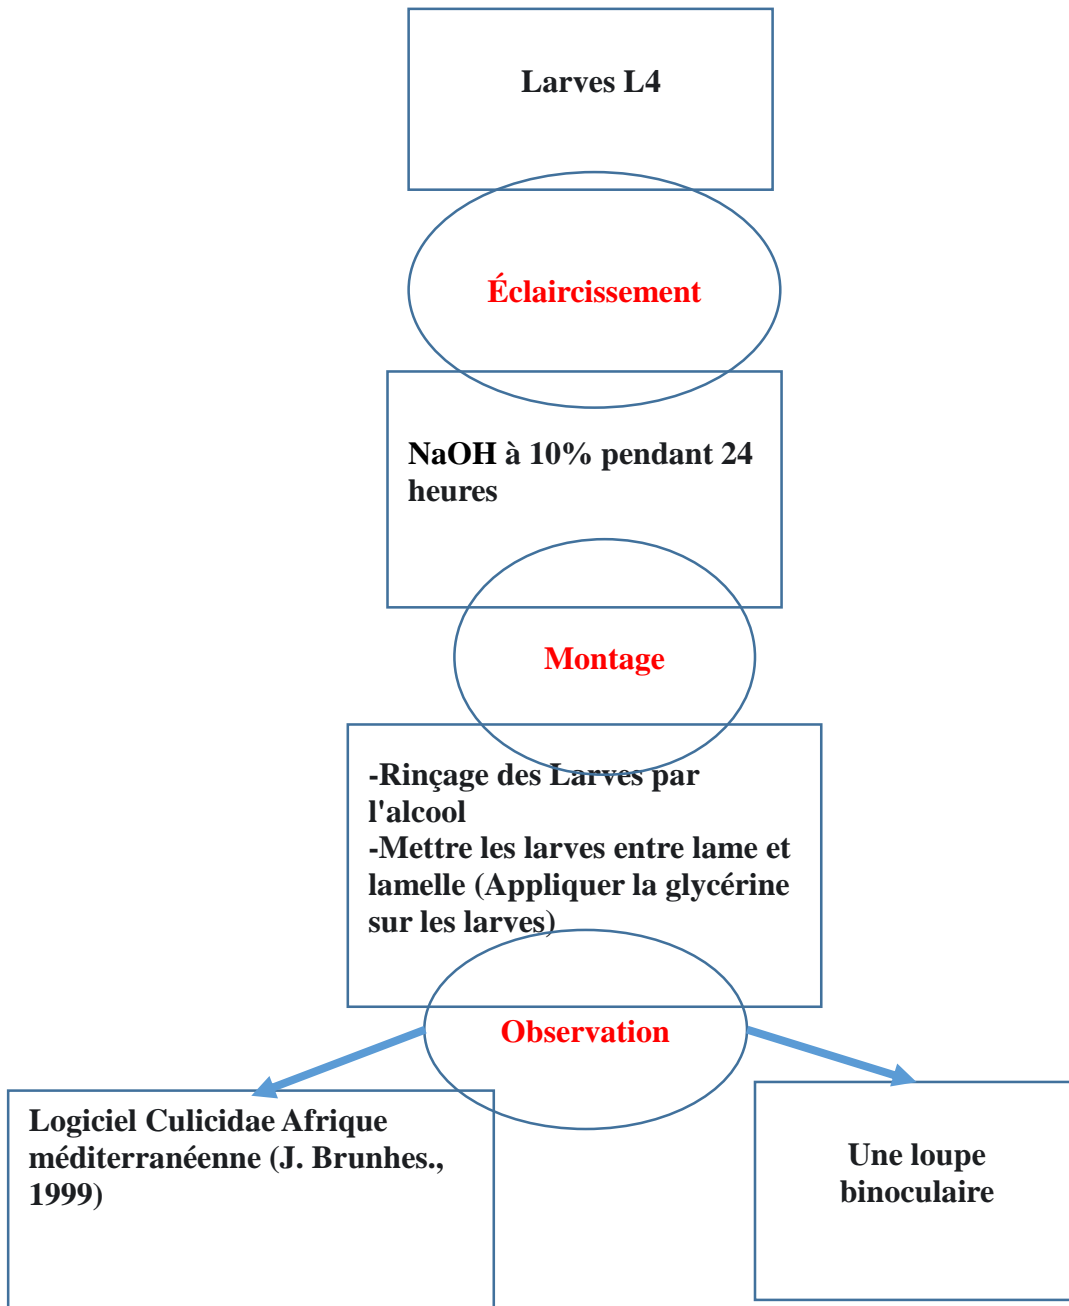 Larves L4
Éclaircissement
NaOH à 10% pendant 24
heures
Montage
-Rinçage des Larves par
l'alcool
-Mettre les larves entre lame et
lamelle (Appliquer la glycérine
sur les larves)
Observation
Logiciel Culicidae Afrique
méditerranéenne (J. Brunhes.,
1999)
Une loupe
binoculaire